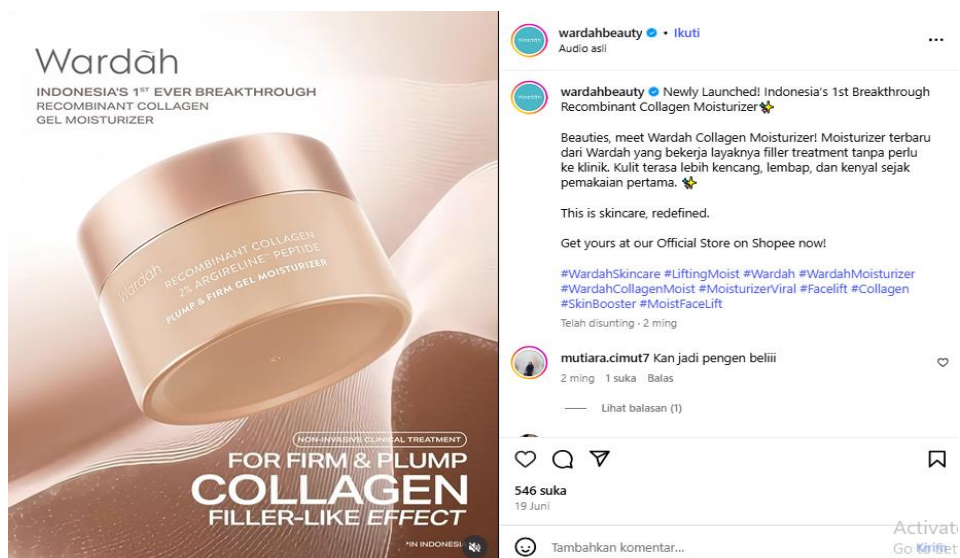 Wardah
INDONESIA'S 1ST EVER BREAKTHROUGH
RECOMBINANT COLLAGEN
GEL MOISTURIZER
Wardah
RECOMBINANT COLLAGEN
2% ARGIRELINE™ PEPTIDE
PLUMP & FIRM GEL MOISTURIZER
NON-INVASIVE CLINICAL TREATMENT
FOR FIRM & PLUMP
COLLAGEN
FILLER-LIKE EFFECT
*IN INDONESIA
wardahbeauty • Ikuti
Audio asli
wardahbeauty Newly Launched! Indonesia's 1st Breakthrough
Recombinant Collagen Moisturizer✨
Beauties, meet Wardah Collagen Moisturizer! Moisturizer terbaru
dari Wardah yang bekerja layaknya filler treatment tanpa perlu
ke klinik. Kulit terasa lebih kencang, lembap, dan kenyal sejak
pemakaian pertama. ✨
This is skincare, redefined.
Get yours at our Official Store on Shopee now!
#WardahSkincare #LiftingMoist #Wardah #WardahMoisturizer
#WardahCollagenMoist #MoisturizerViral #Facelift #Collagen
#SkinBooster #MoistFaceLift
Telah disunting · 2 ming
mutiara.cimut7 Kan jadi pengen beliii
2 ming 1 suka Balas
Lihat balasan (1)
546 suka
19 Juni
Tambahkan komentar...
Kirim
Activate
Go to Set